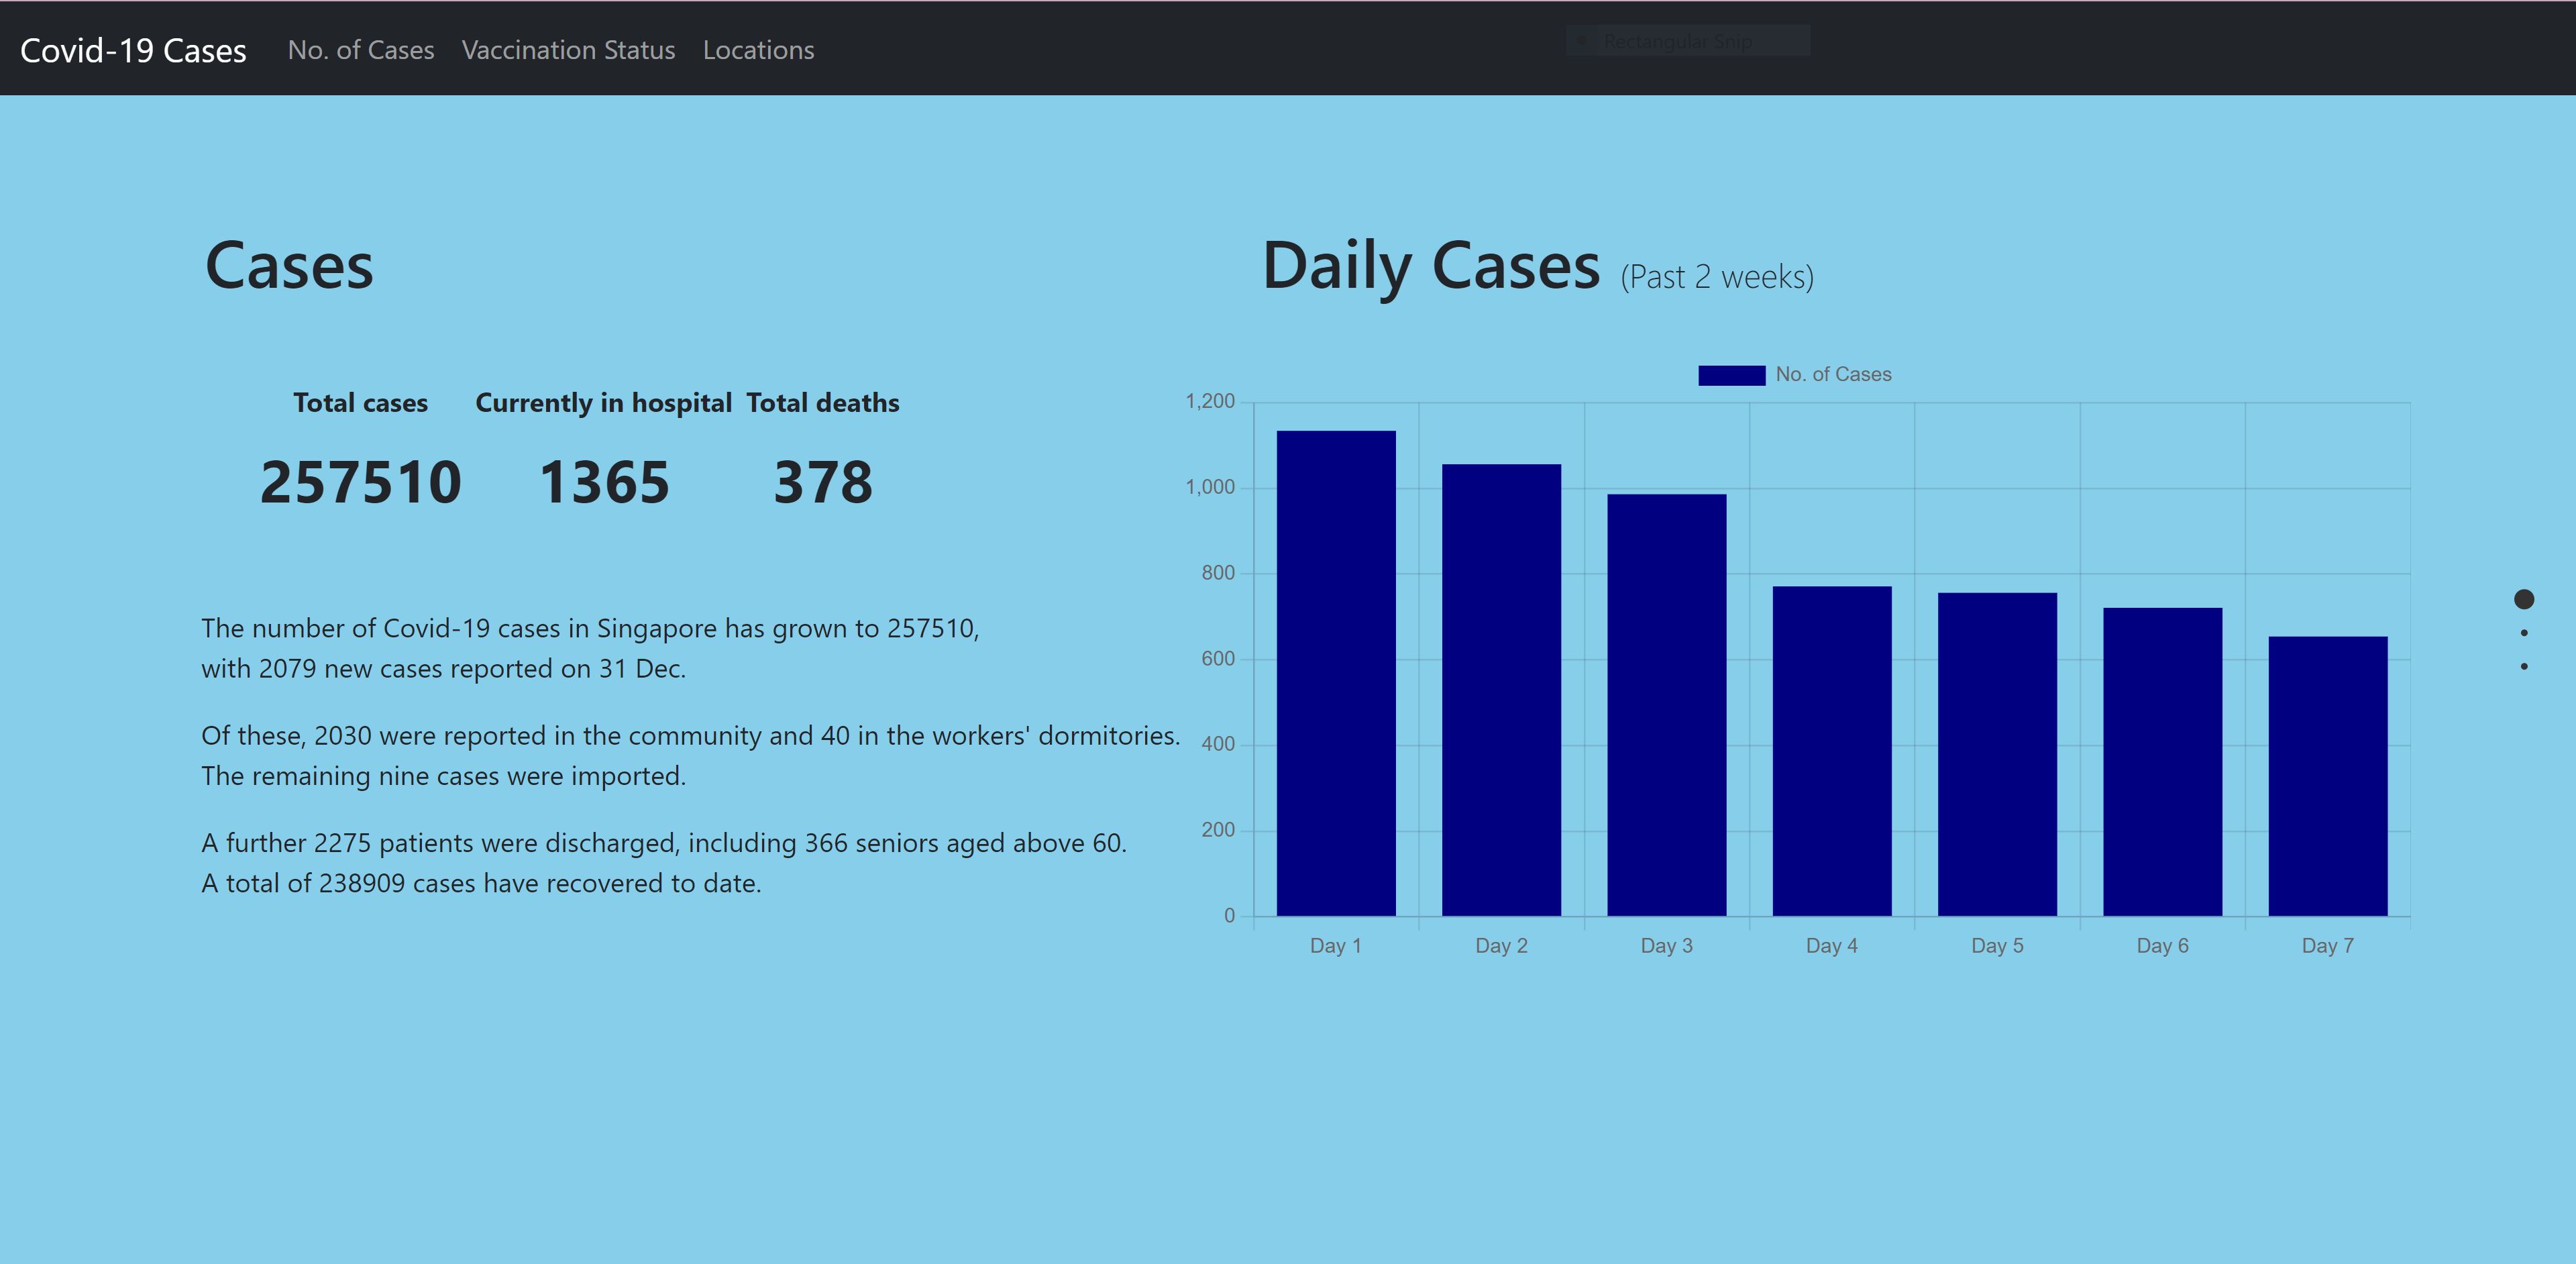 Covid-19 Cases No. of Cases Vaccination Status Locations
Rectangular Snip
Cases
Total cases Currently in hospital Total deaths
257510 1365 378
The number of Covid-19 cases in Singapore has grown to 257510,
with 2079 new cases reported on 31 Dec.
Of these, 2030 were reported in the community and 40 in the workers' dormitories.
The remaining nine cases were imported.
A further 2275 patients were discharged, including 366 seniors aged above 60.
A total of 238909 cases have recovered to date.
Daily Cases (Past 2 weeks)
No. of Cases
1,200
1,000
800
600
400
200
0
Day 1 Day 2 Day 3 Day 4 Day 5 Day 6 Day 7